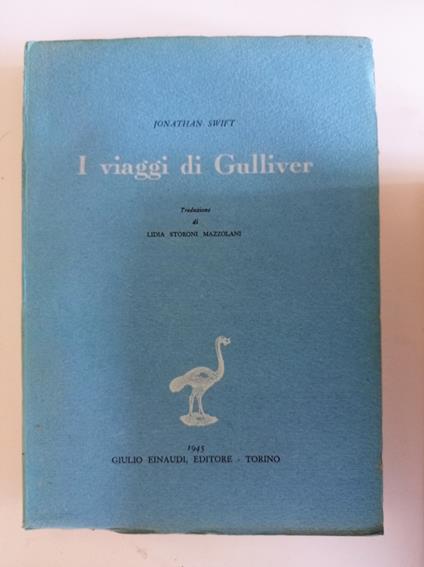 JONATHAN SWIFT
I viaggi di Gulliver
Traduzione
di
LIDIA STORONI MAZZOLANI
1945
GIULIO EINAUDI, EDITORE - TORINO